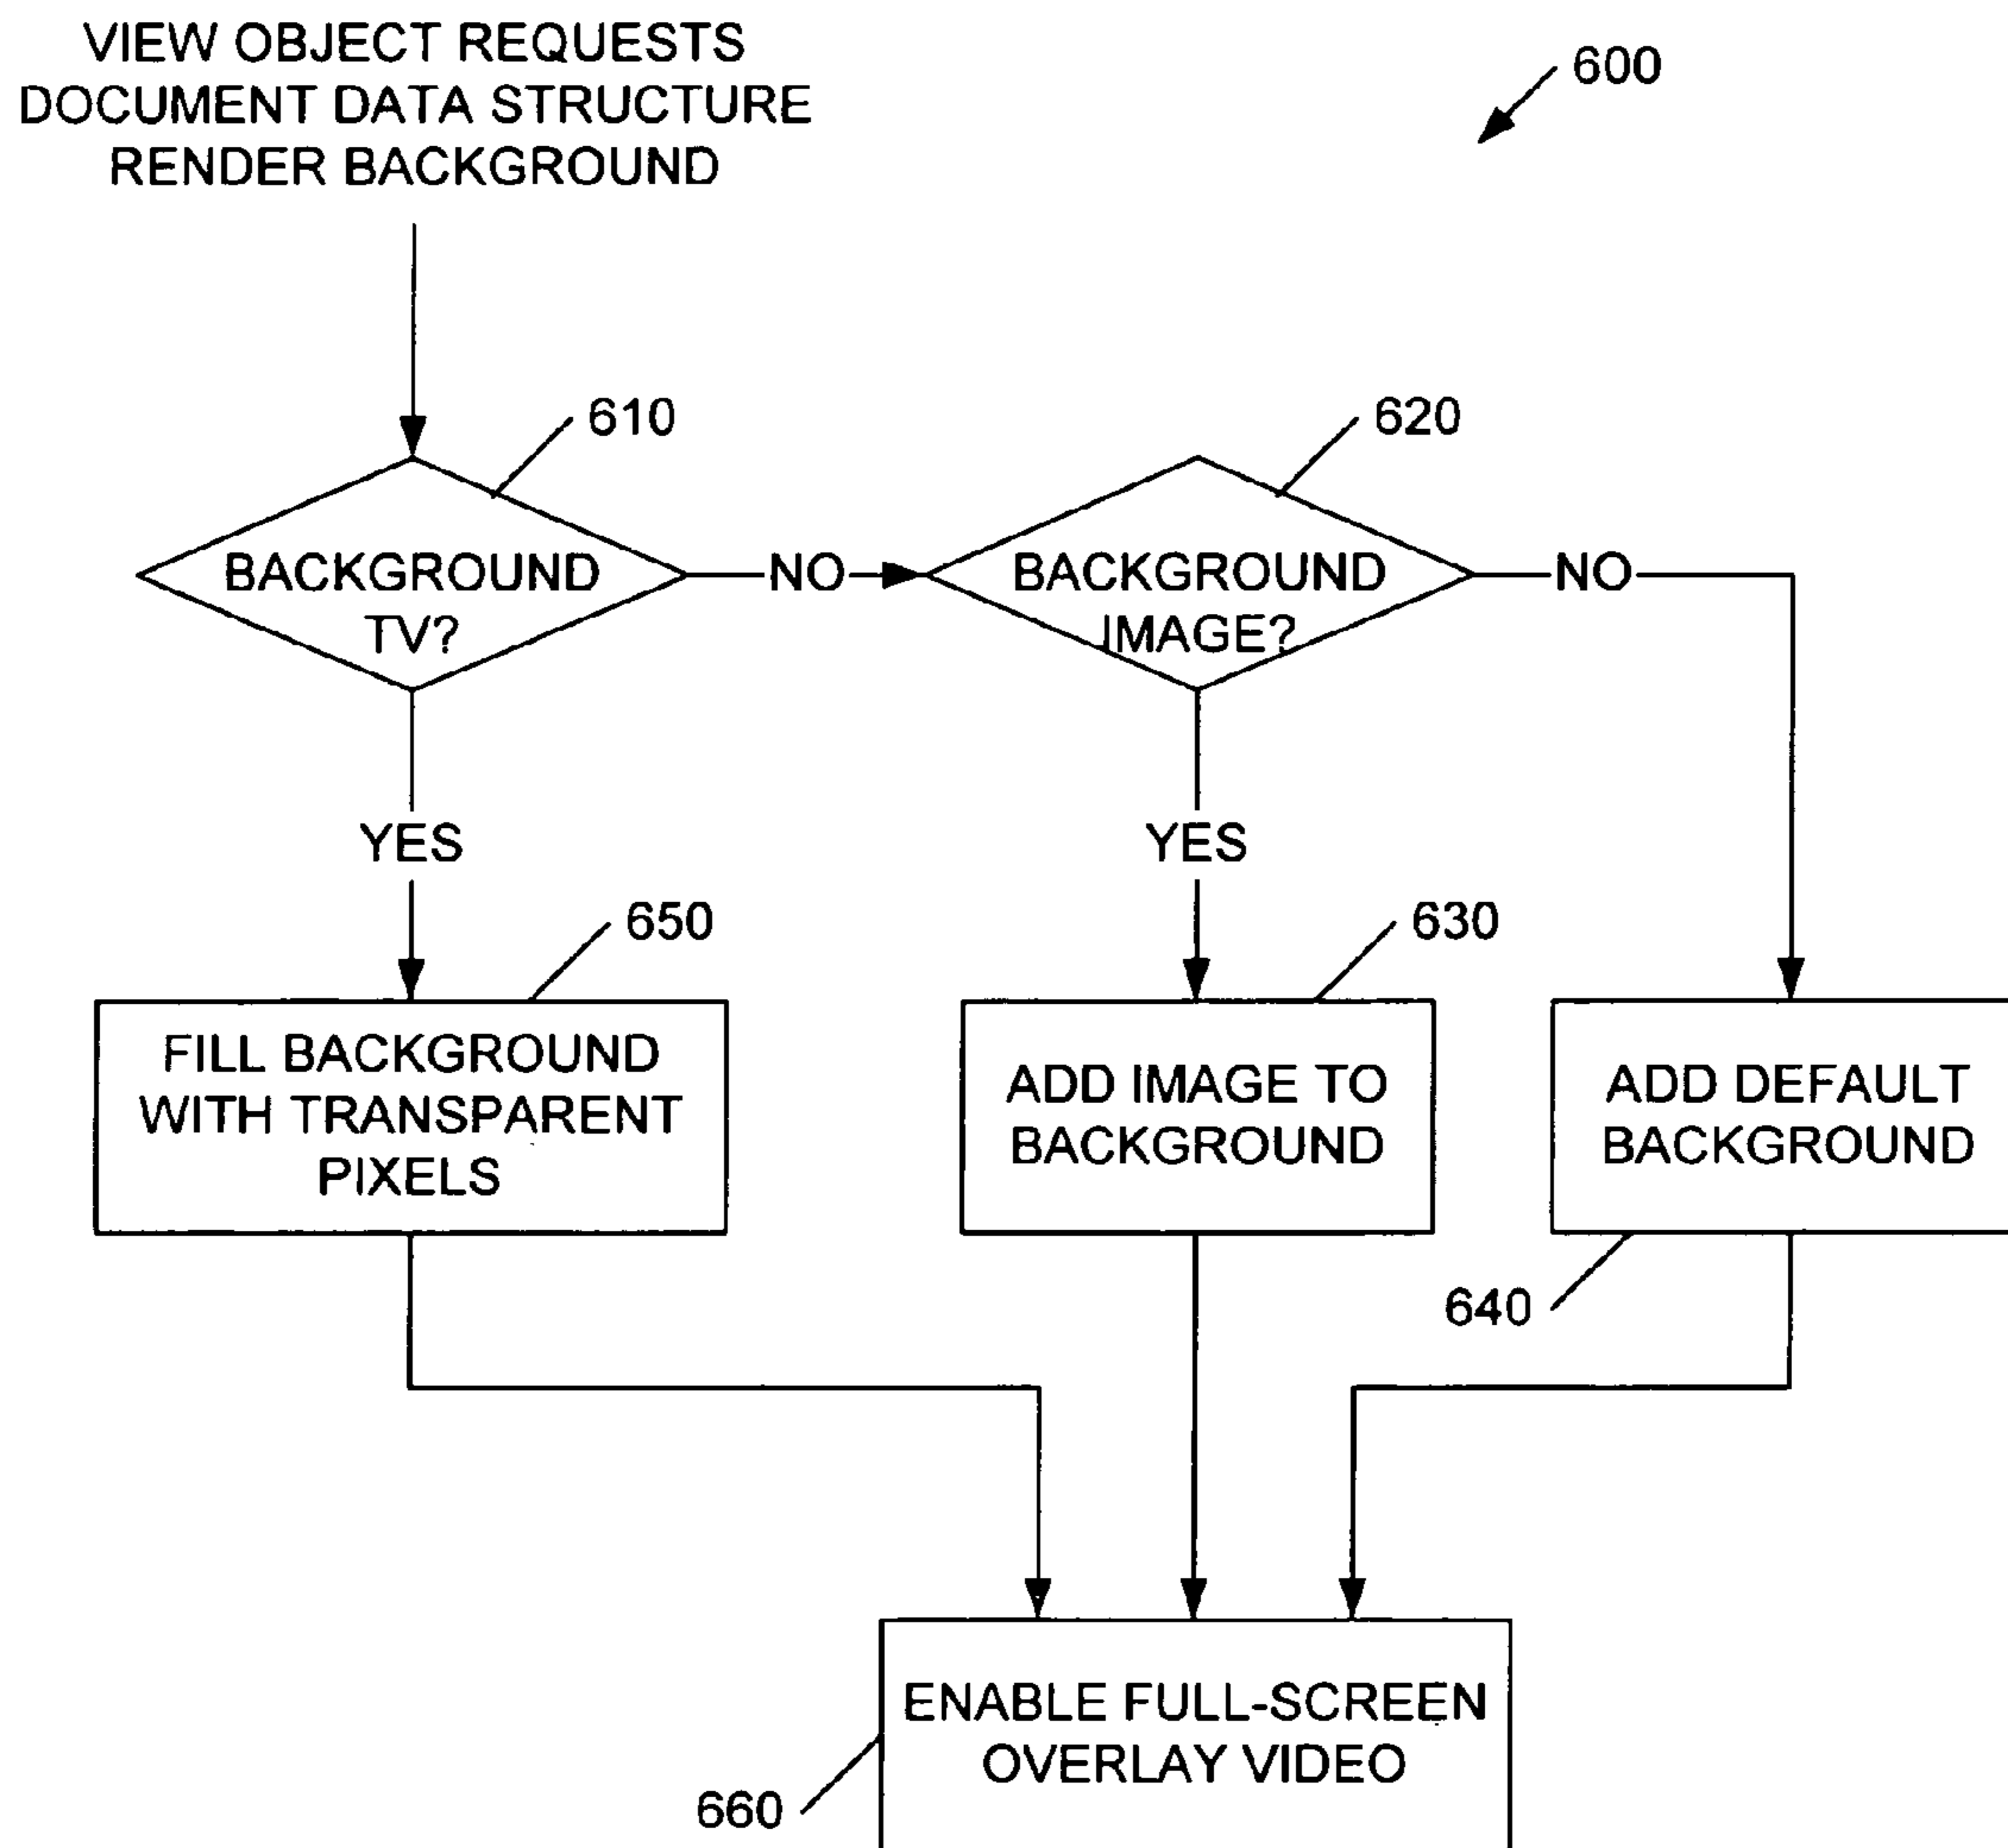 VIEW OBJECT REQUESTS
DOCUMENT DATA STRUCTURE
RENDER BACKGROUND
600
610
620
BACKGROUND
TV?
NO
BACKGROUND
IMAGE?
NO
YES
YES
650
630
FILL BACKGROUND
WITH TRANSPARENT
PIXELS
ADD IMAGE TO
BACKGROUND
ADD DEFAULT
BACKGROUND
640
ENABLE FULL-SCREEN
OVERLAY VIDEO
660